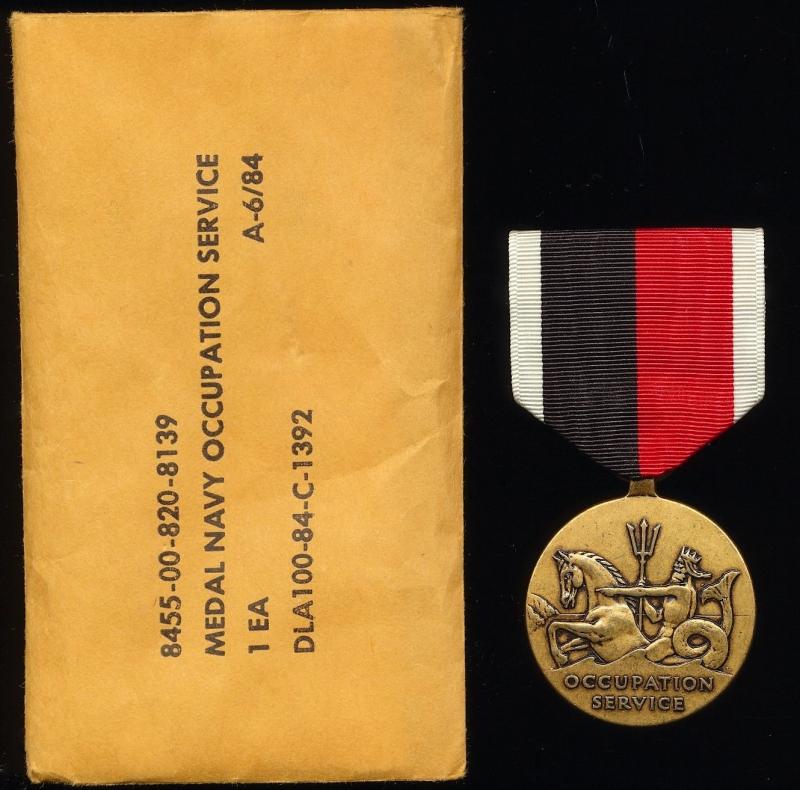 8455-00-820-8139
MEDAL NAVY OCCUPATION SERVICE
1 EA A-6/84
DLA100-84-C-1392
OCCUPATION
SERVICE